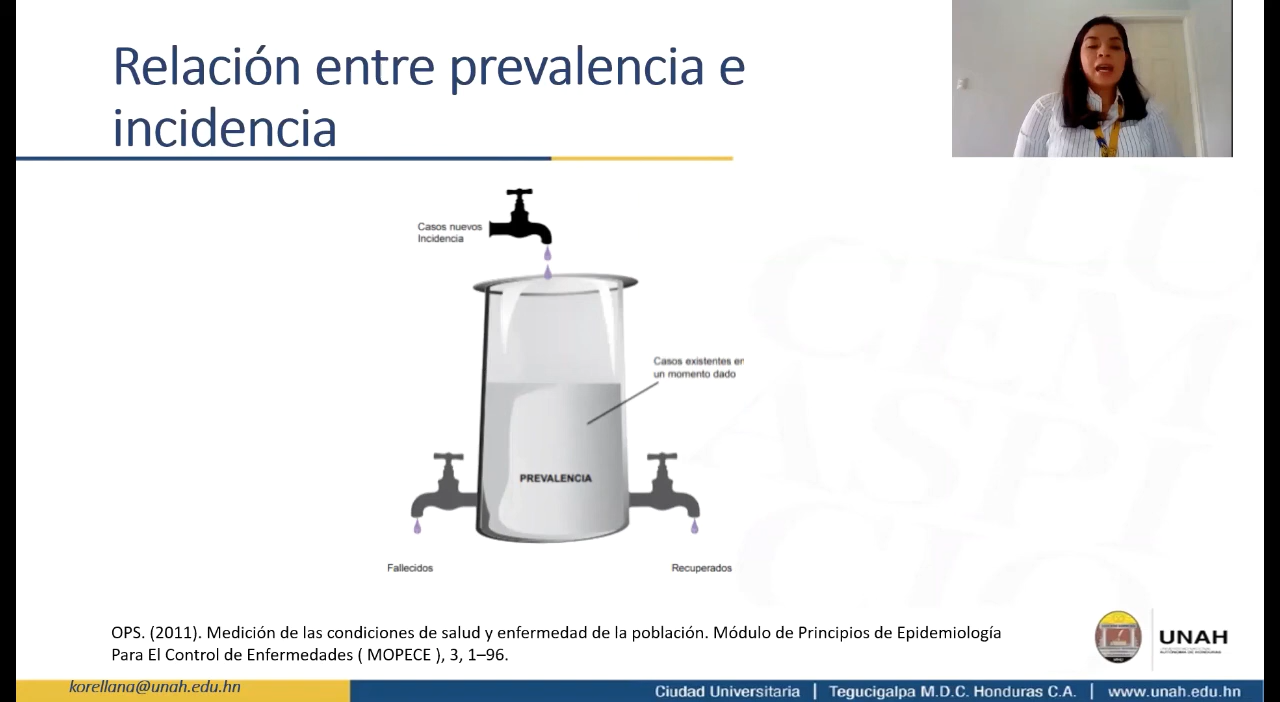 Relación entre prevalencia e
incidencia
Casos nuevos
Incidencia
Casos existentes en
un momento dado
PREVALENCIA
Fallecidos
Recuperados
OPS. (2011). Medición de las condiciones de salud y enfermedad de la población. Módulo de Principios de Epidemiología
Para El Control de Enfermedades ( MOPECE ), 3, 1–96.
UNAH
korellana@unah.edu.hn
Ciudad Universitaria | Tegucigalpa M.D.C. Honduras C.A. | www.unah.edu.hn